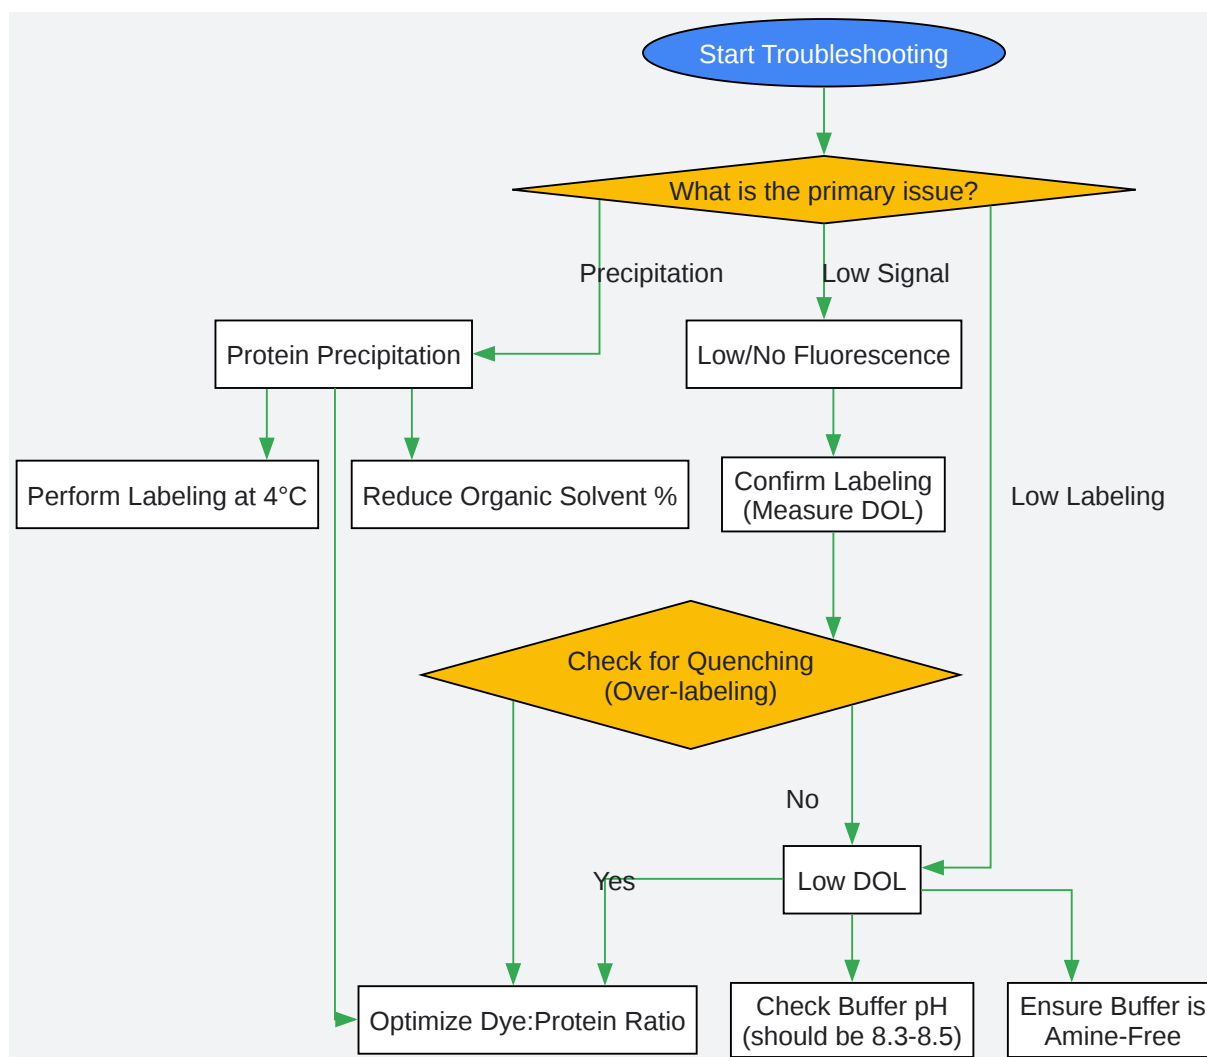 Start Troubleshooting
What is the primary issue?
Precipitation
Low Signal
Protein Precipitation
Low/No Fluorescence
Perform Labeling at 4°C
Reduce Organic Solvent %
Confirm Labeling
(Measure DOL)
Low Labeling
Check for Quenching
(Over-labeling)
No
Yes
Low DOL
Optimize Dye:Protein Ratio
Check Buffer pH
(should be 8.3-8.5)
Ensure Buffer is
Amine-Free